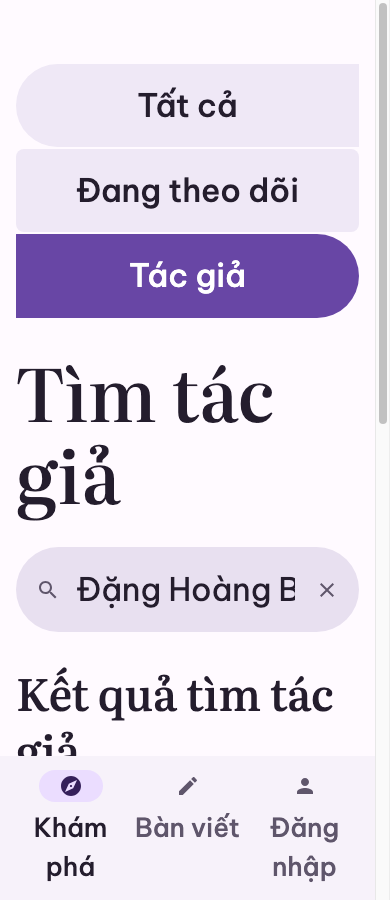 Tất cả
Đang theo dõi
Tác giả
Tìm tác
giả
Đặng Hoàng
Kết quả tìm tác
giả
Khám
phá
Bàn viết
Đăng
nhập